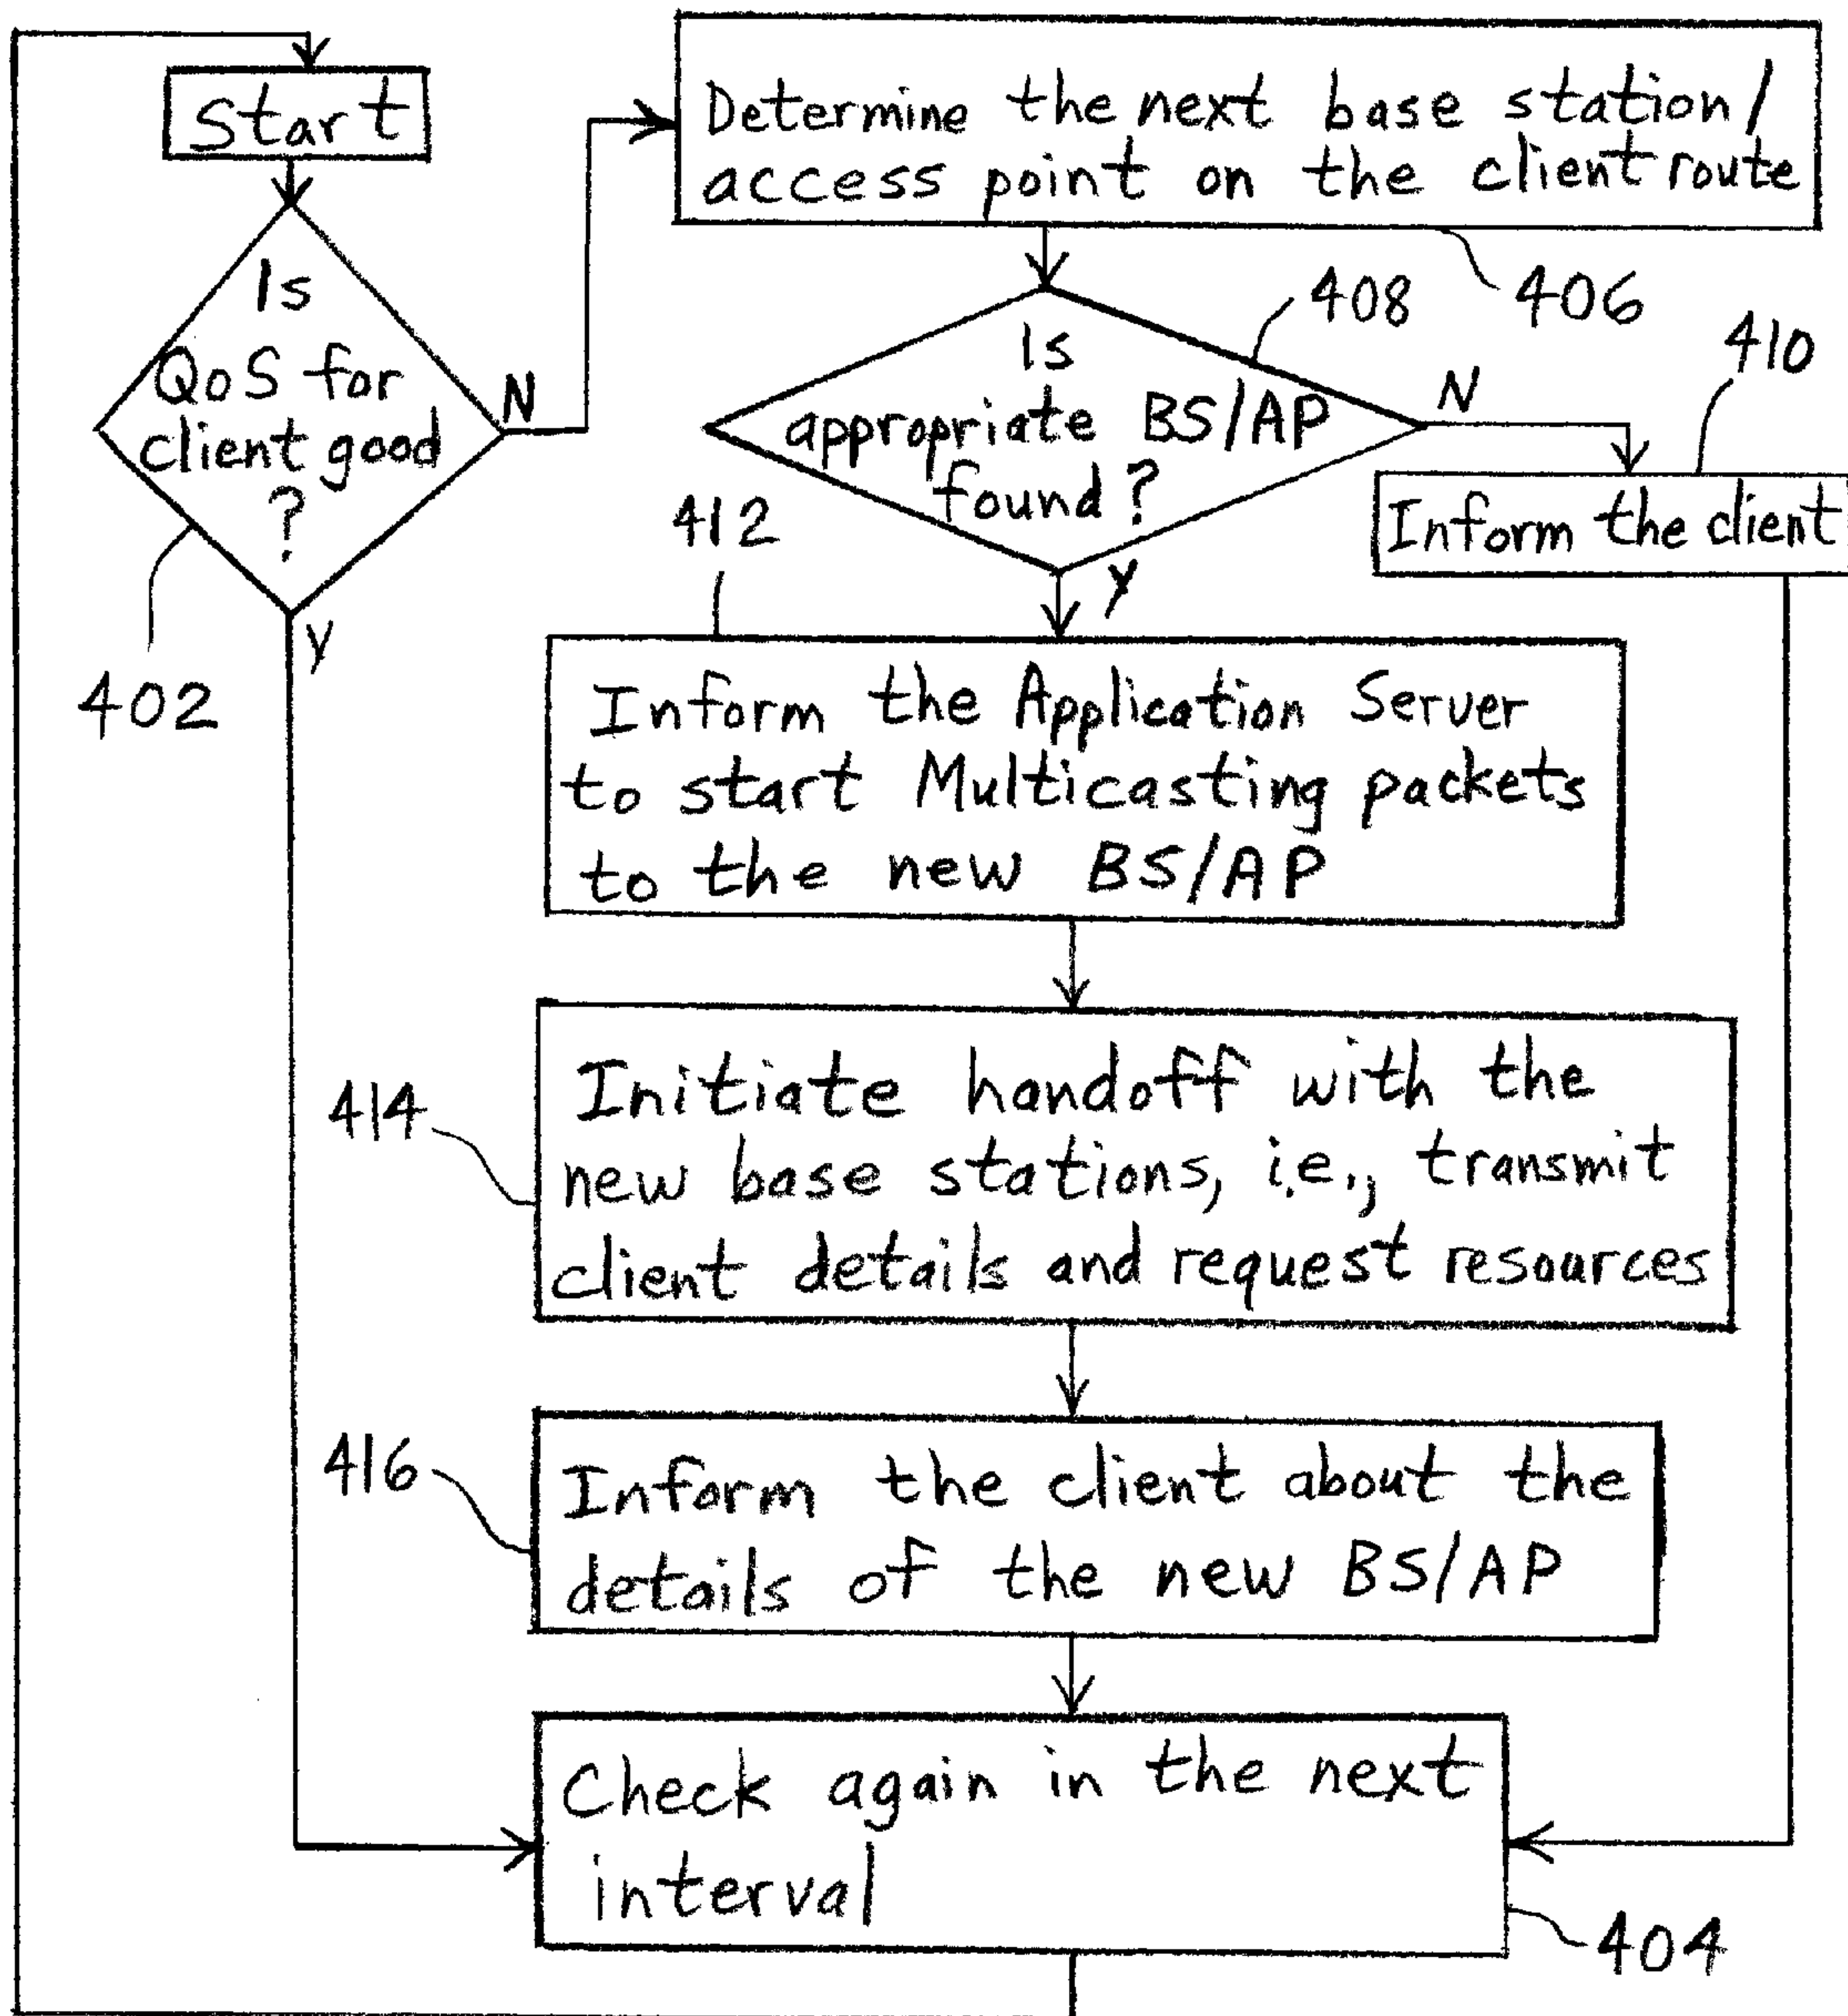 Start
Is
QoS for
client good
?
N
Y
402
Determine the next base station/
access point on the client route
406
Is
appropriate BS/AP
found?
408
N
Y
410
Inform the client
412
Inform the Application Server
to start Multicasting packets
to the new BS/AP
414
Initiate handoff with the
new base stations, i.e., transmit
client details and request resources
416
Inform the client about the
details of the new BS/AP
Check again in the next
interval
404